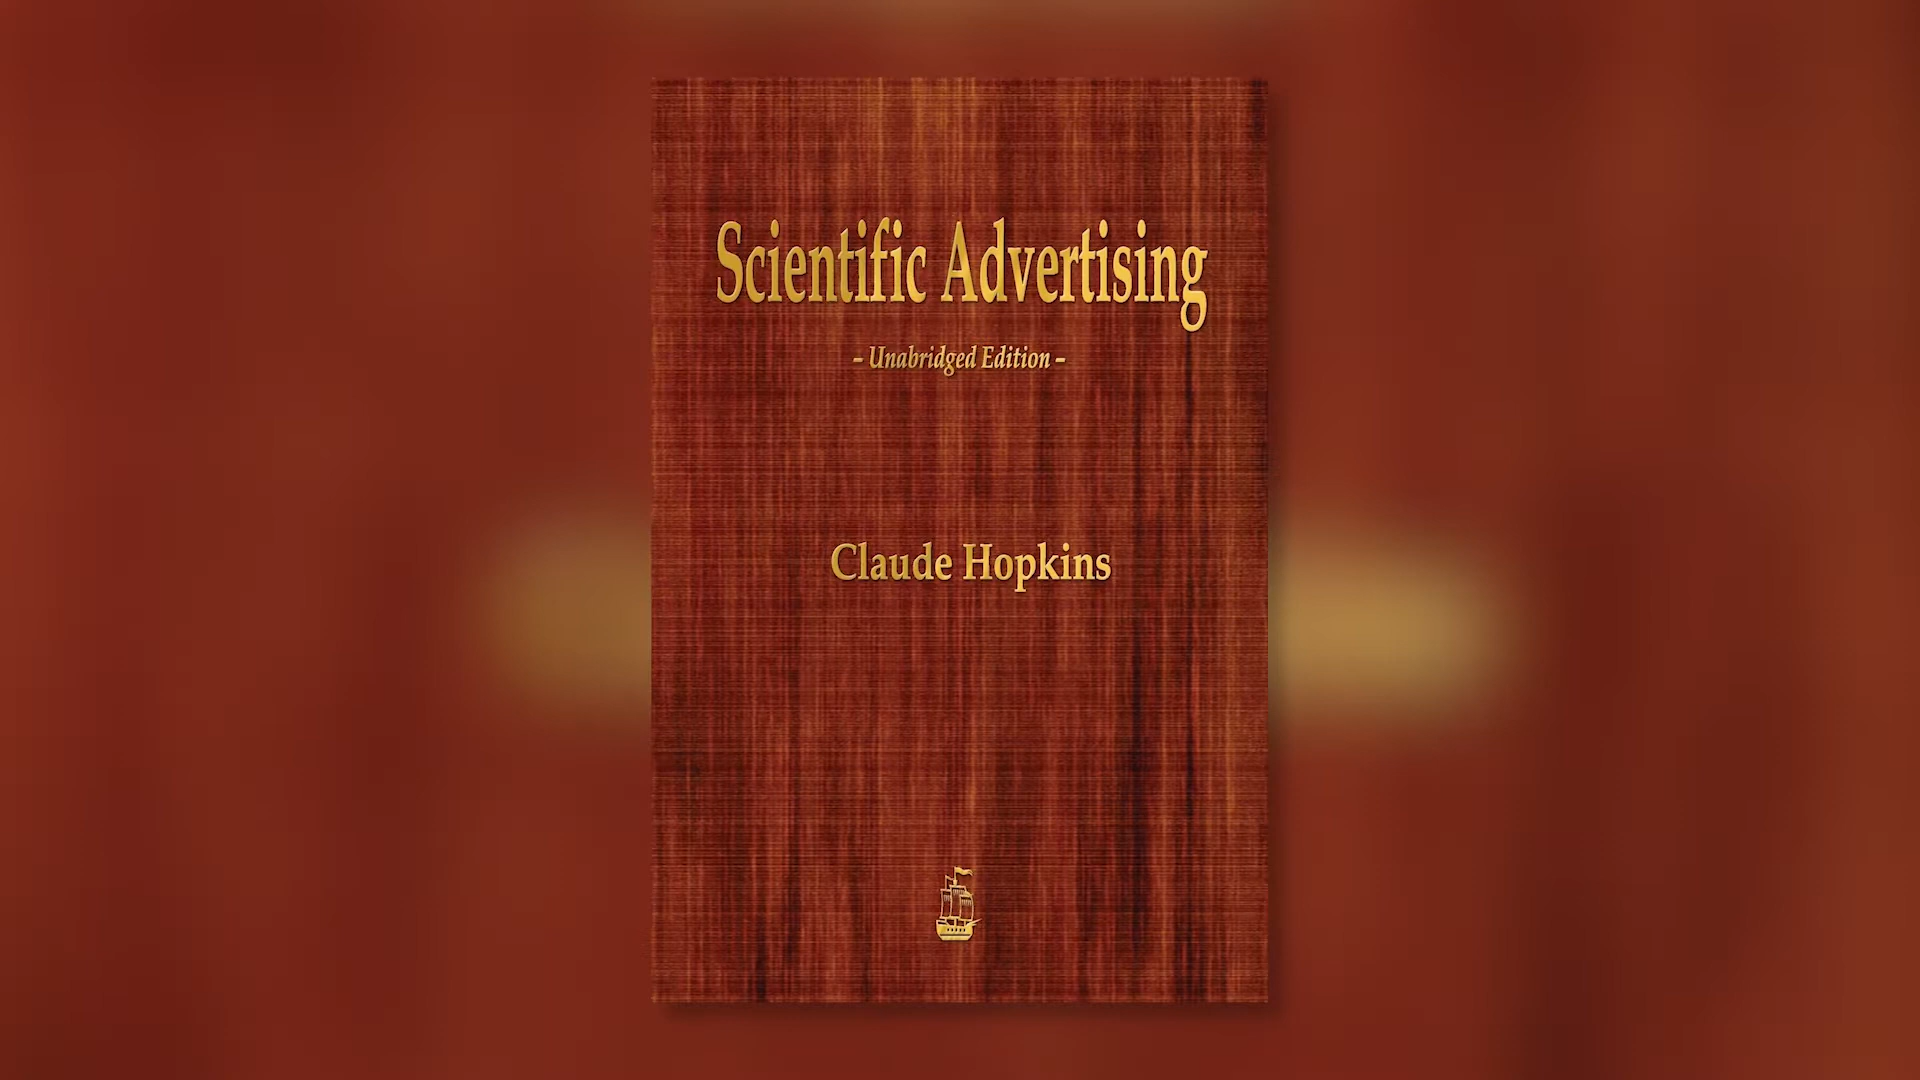 Scientific Advertising
- Unabridged Edition -
Claude Hopkins